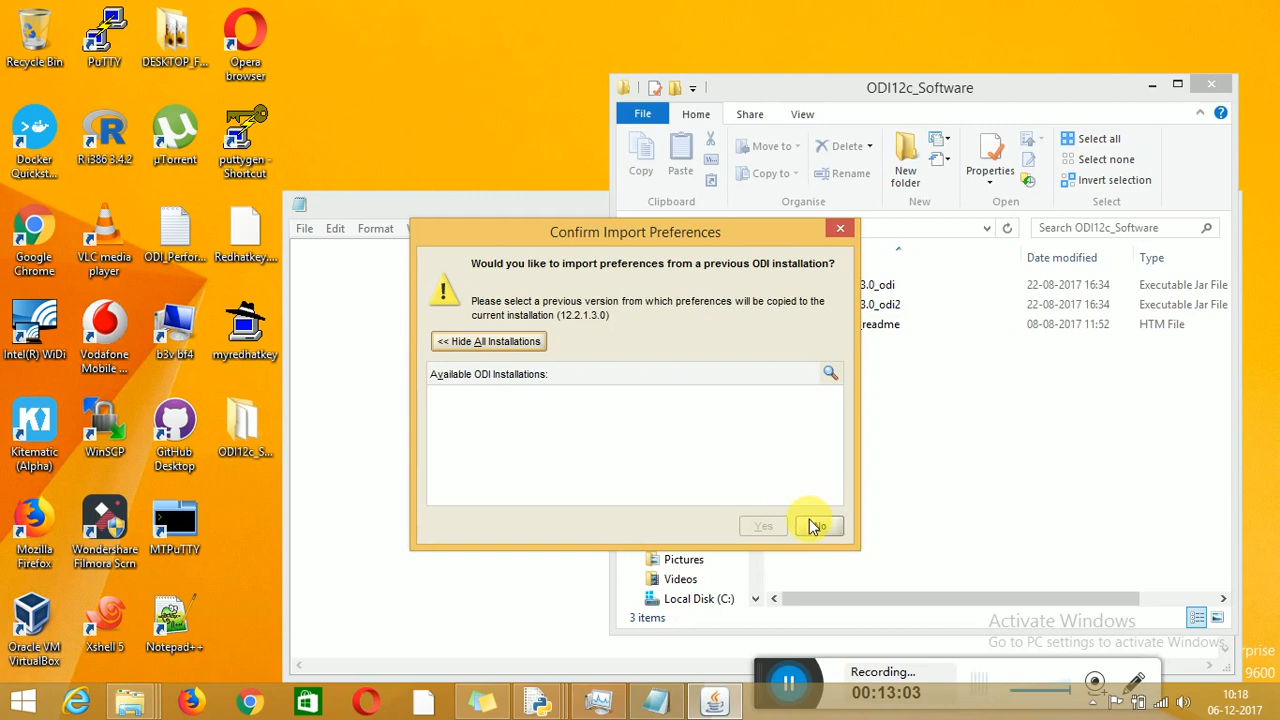 Recycle Bin
PuTTY
DESKTOP_F...
Opera
browser
Docker
Quickst...
R i386 3.4.2
µTorrent
puttygen -
Shortcut
Google
Chrome
VLC media
player
ODI_Perfor...
Redhatkey....
Intel(R) WiDi
Vodafone
Mobile ...
b3v bf4
myredhatkey
Kitematic
(Alpha)
WinSCP
GitHub
Desktop
ODI12c_S...
Mozilla
Firefox
Wondershare
Filmora Scrn
MTPuTTY
Oracle VM
VirtualBox
Xshell 5
Notepad++
File Edit Format
ODI12c_Software
File Home Share View
Copy
Paste
Move to
Copy to
Delete
Rename
New
folder
Properties
Select all
Select none
Invert selection
Clipboard Organise New Open Select
Search ODI12c_Software
Date modified Type
3.0_odi 22-08-2017 16:34 Executable Jar File
3.0_odi2 22-08-2017 16:34 Executable Jar File
readme 08-08-2017 11:52 HTM File
Pictures
Videos
Local Disk (C:)
3 items
Confirm Import Preferences
Would you like to import preferences from a previous ODI installation?
Please select a previous version from which preferences will be copied to the
current installation (12.2.1.3.0)
<< Hide All Installations
Available ODI Installations:
Yes
Activate Windows
Go to PC settings to activate Windows.
Recording...
00:13:03
rprise
9600
10:18
06-12-2017